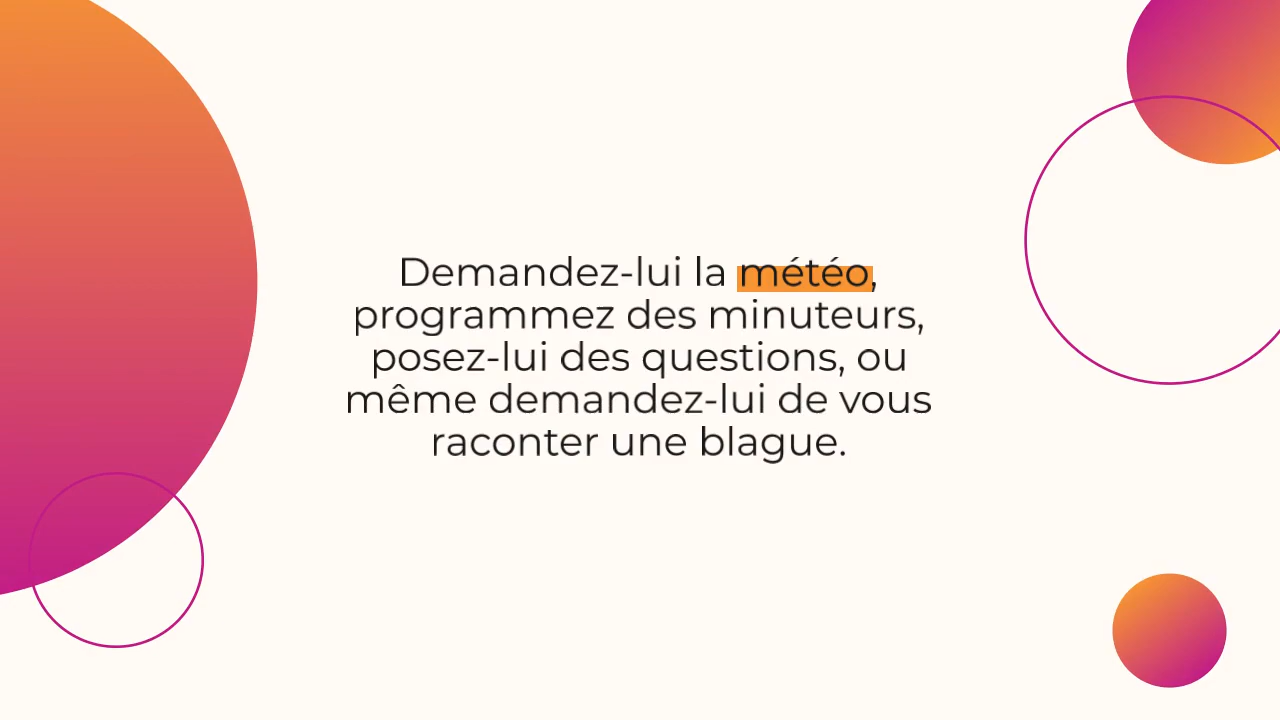 Demandez-lui la météo,
programmez des minuteurs,
posez-lui des questions, ou
même demandez-lui de vous
raconter une blague.